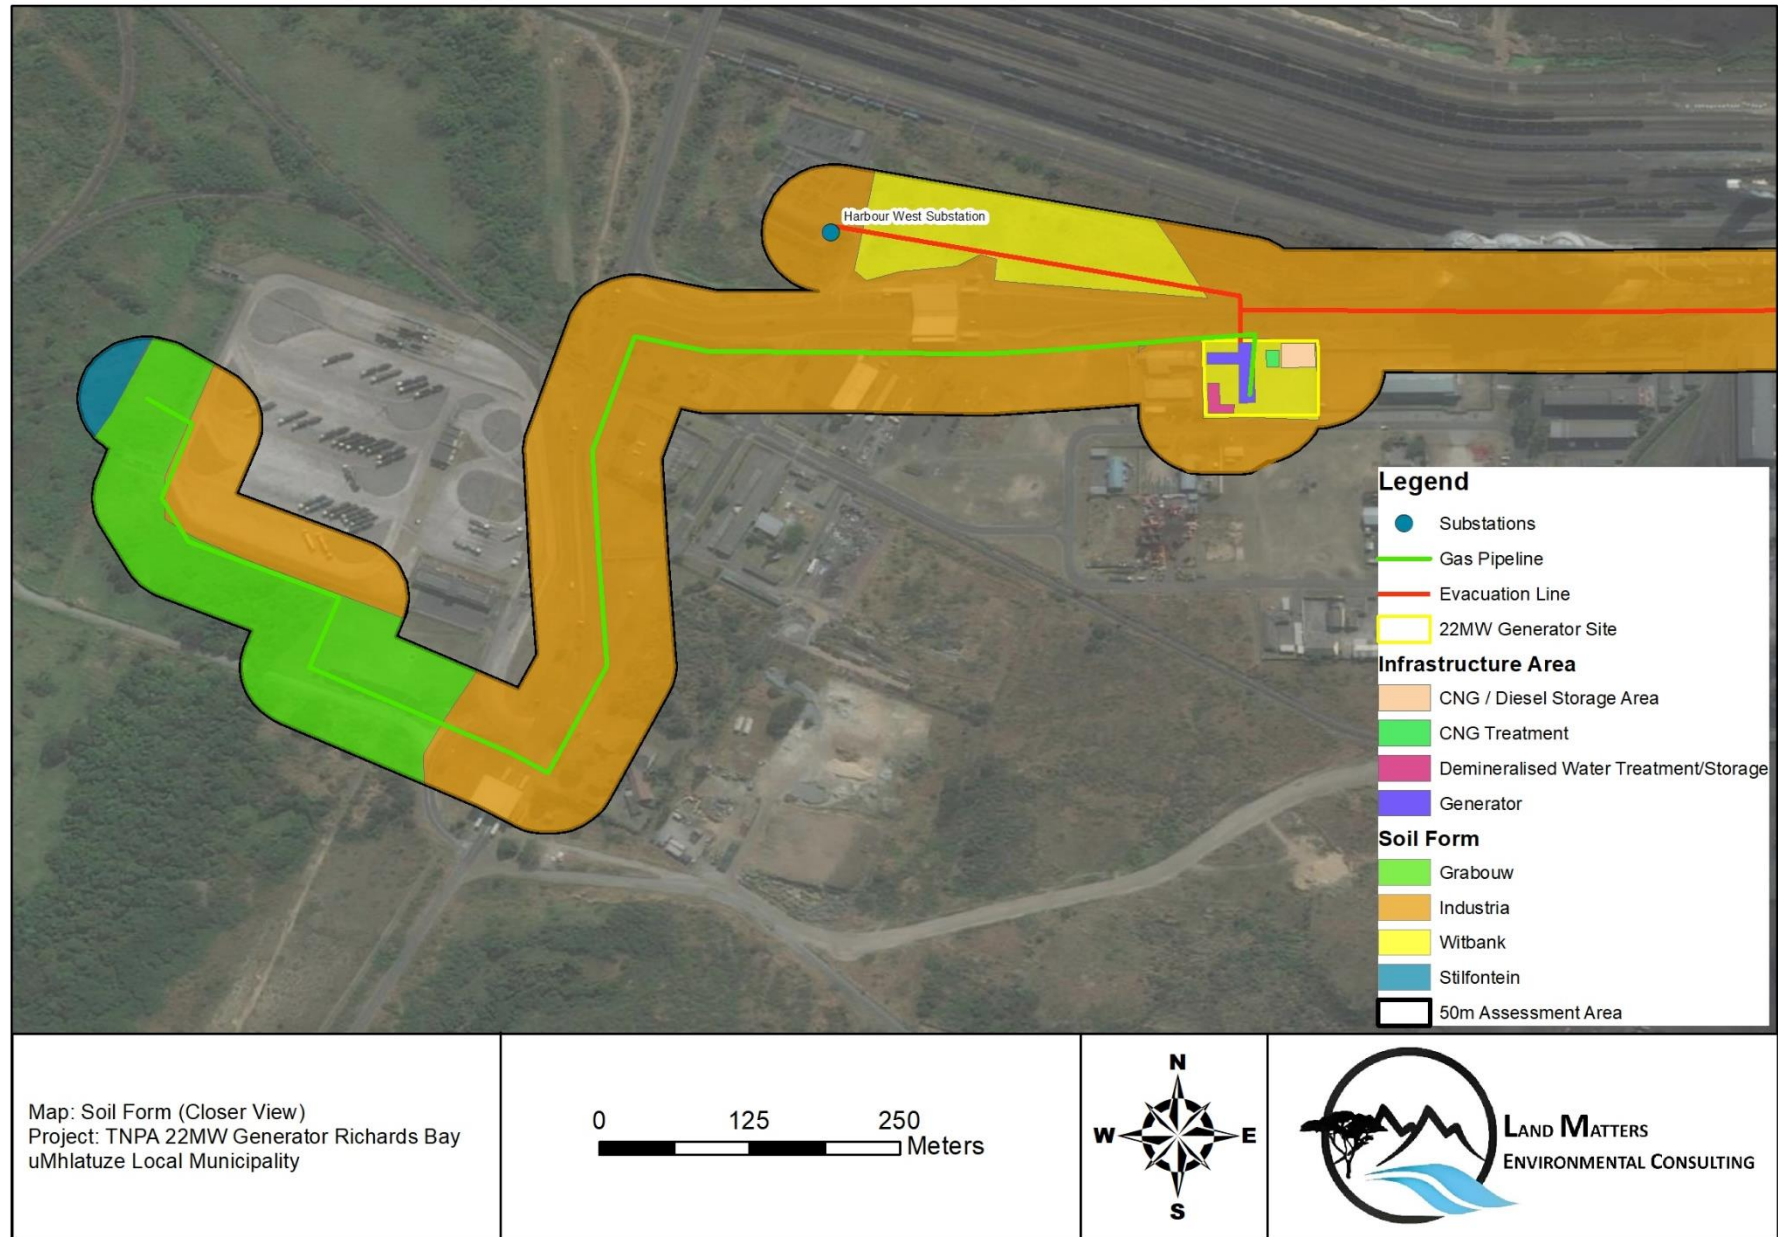 Harbour West Substation
Legend
Substations
Gas Pipeline
Evacuation Line
22MW Generator Site
Infrastructure Area
CNG / Diesel Storage Area
CNG Treatment
Demineralised Water Treatment/Storage
Generator
Soil Form
Grabouw
Industria
Witbank
Stilfontein
50m Assessment Area
Map: Soil Form (Closer View)
Project: TNPA 22MW Generator Richards Bay
uMhlatuze Local Municipality
0 125 250
Meters
N
W E
S
LAND MATTERS
ENVIRONMENTAL CONSULTING